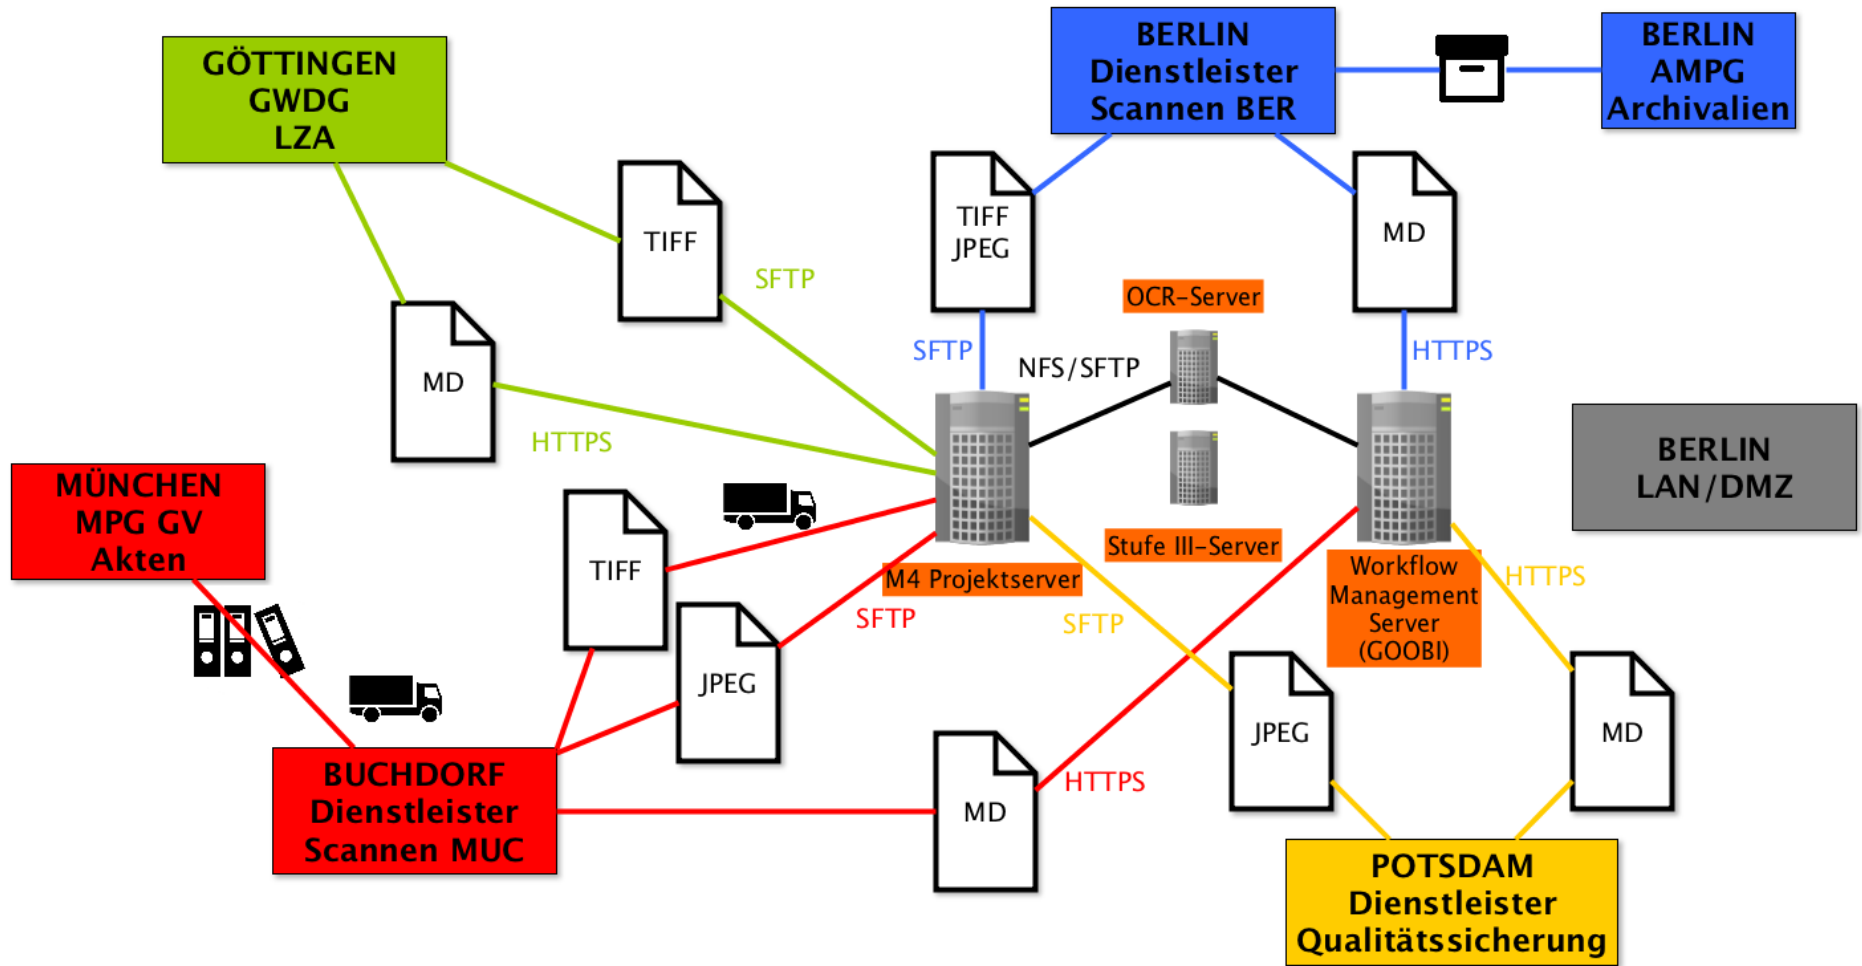 GÖTTINGEN
GWDG
LZA
BERLIN
Dienstleister
Scannen BER
BERLIN
AMPG
Archivalien
TIFF
SFTP
TIFF
JPEG
MD
OCR-Server
SFTP
NFS/SFTP
HTTPS
MD
HTTPS
BERLIN
LAN/DMZ
MÜNCHEN
MPG GV
Akten
TIFF
Stufe III-Server
M4 Projektserver
Workflow
Management
Server
(GOOBI)
HTTPS
SFTP
SFTP
JPEG
JPEG
MD
BUCHDORF
Dienstleister
Scannen MUC
MD
HTTPS
POTSDAM
Dienstleister
Qualitätssicherung